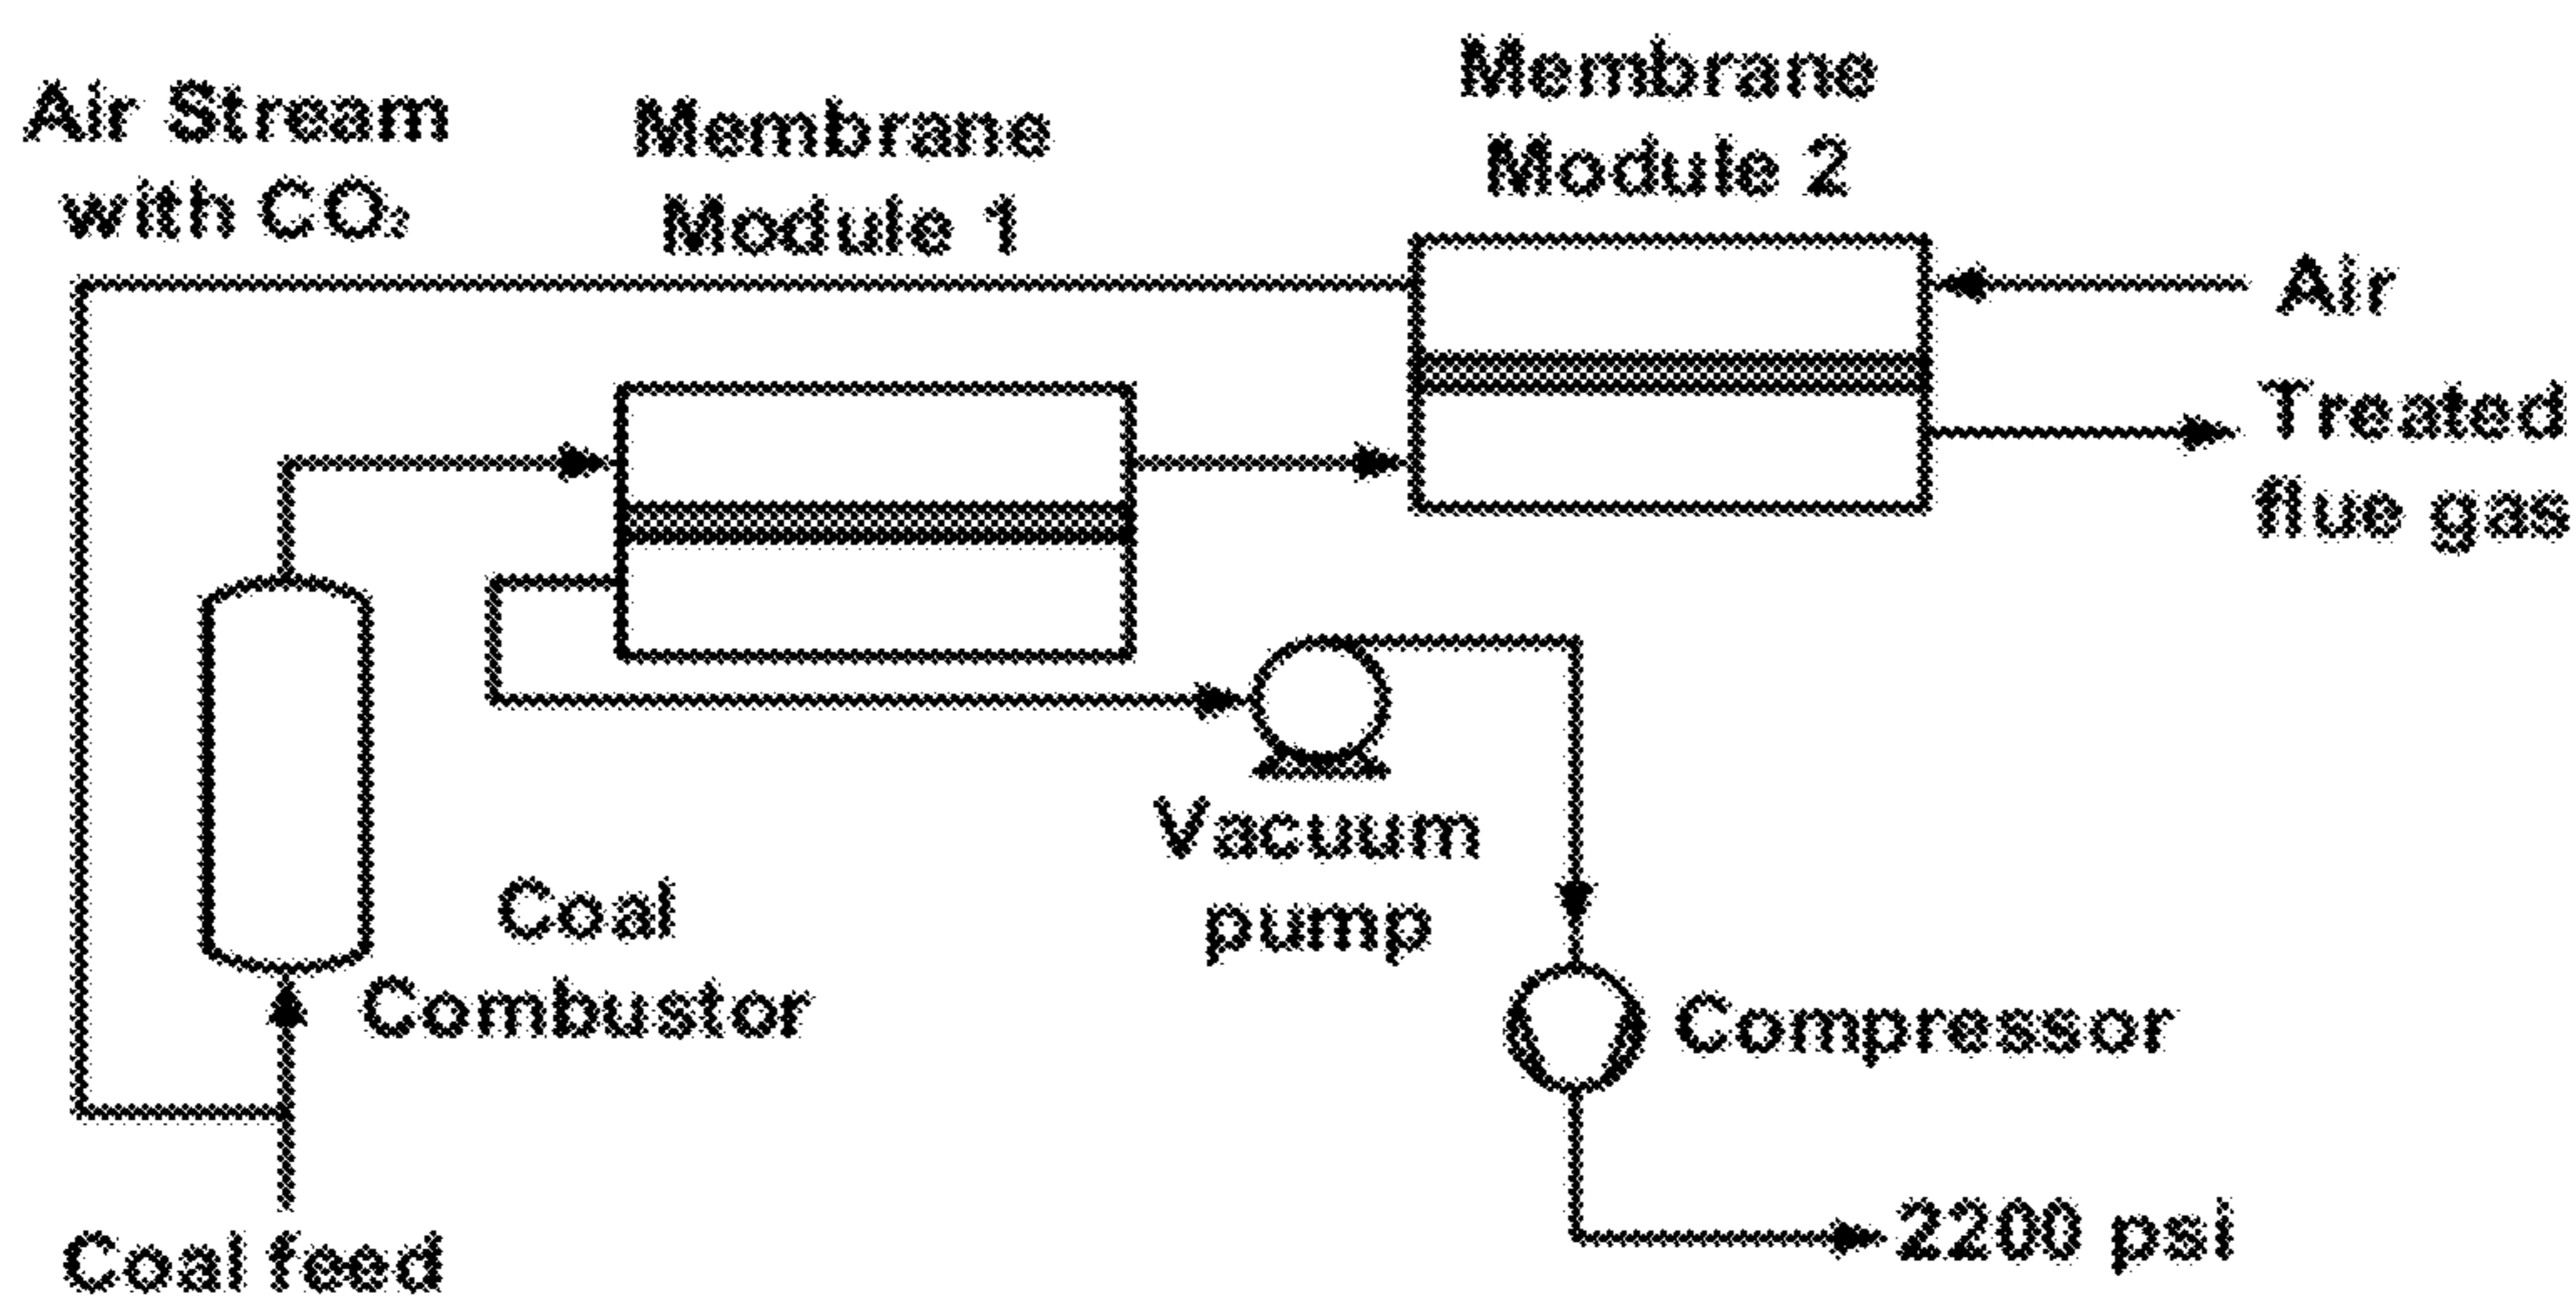 Air Stream
with CO₂
Membrane
Module 1
Membrane
Module 2
Air
Treated
flue gas
Coal
Combustor
Vacuum
pump
Compressor
2200 psi
Coal feed